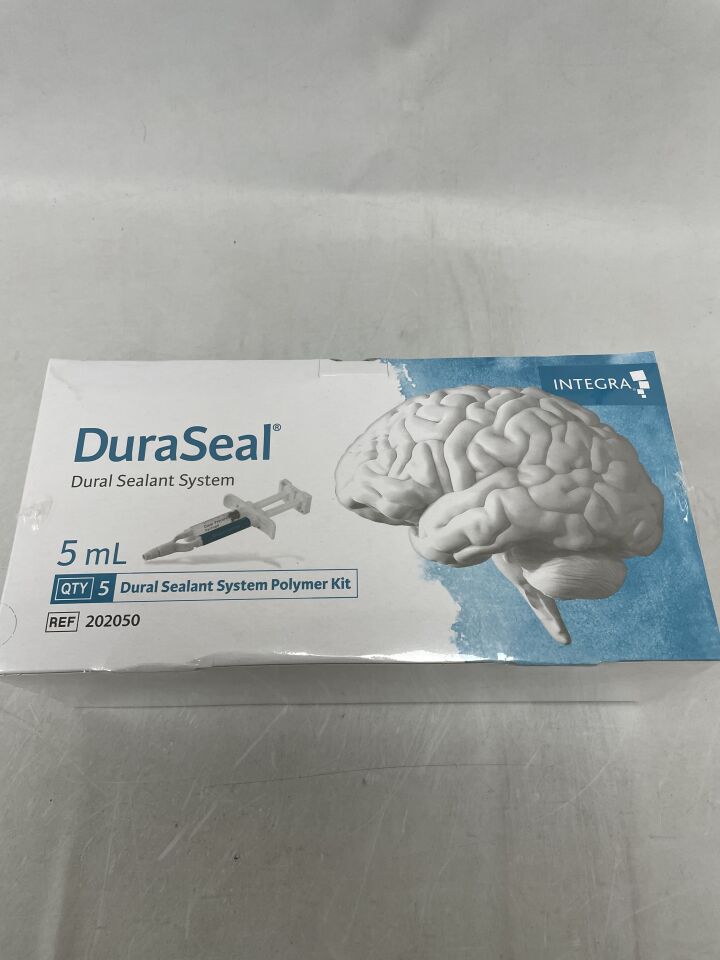 INTEGRA
DuraSeal®
Dural Sealant System
5 mL
QTY 5 Dural Sealant System Polymer Kit
REF 202050